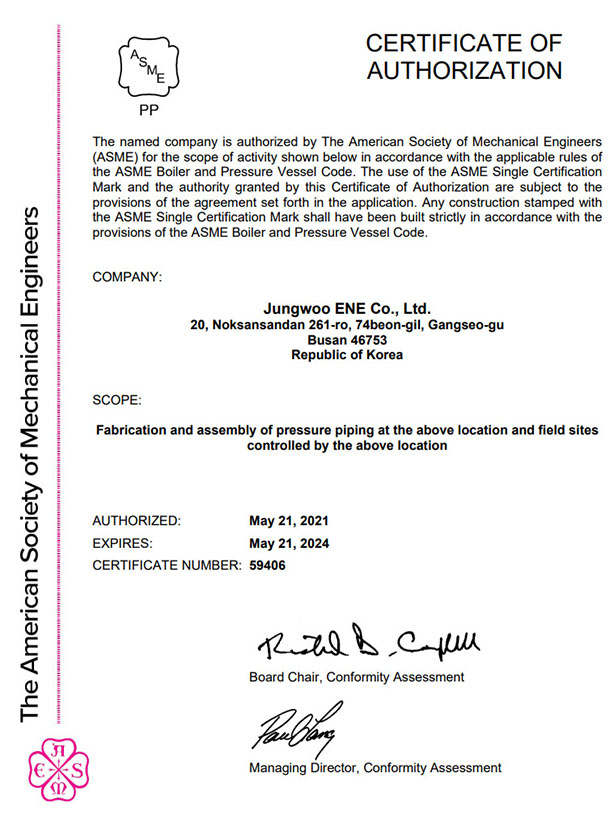 A
S
M
E
PP
CERTIFICATE OF
AUTHORIZATION
The named company is authorized by The American Society of Mechanical Engineers
(ASME) for the scope of activity shown below in accordance with the applicable rules of
the ASME Boiler and Pressure Vessel Code. The use of the ASME Single Certification
Mark and the authority granted by this Certificate of Authorization are subject to the
provisions of the agreement set forth in the application. Any construction stamped with
the ASME Single Certification Mark shall have been built strictly in accordance with the
provisions of the ASME Boiler and Pressure Vessel Code.
COMPANY:
Jungwoo ENE Co., Ltd.
20, Noksansandan 261-ro, 74beon-gil, Gangseo-gu
Busan 46753
Republic of Korea
SCOPE:
Fabrication and assembly of pressure piping at the above location and field sites
controlled by the above location
AUTHORIZED: May 21, 2021
EXPIRES: May 21, 2024
CERTIFICATE NUMBER: 59406
Board Chair, Conformity Assessment
Managing Director, Conformity Assessment
The American Society of Mechanical Engineers
A
E S
M